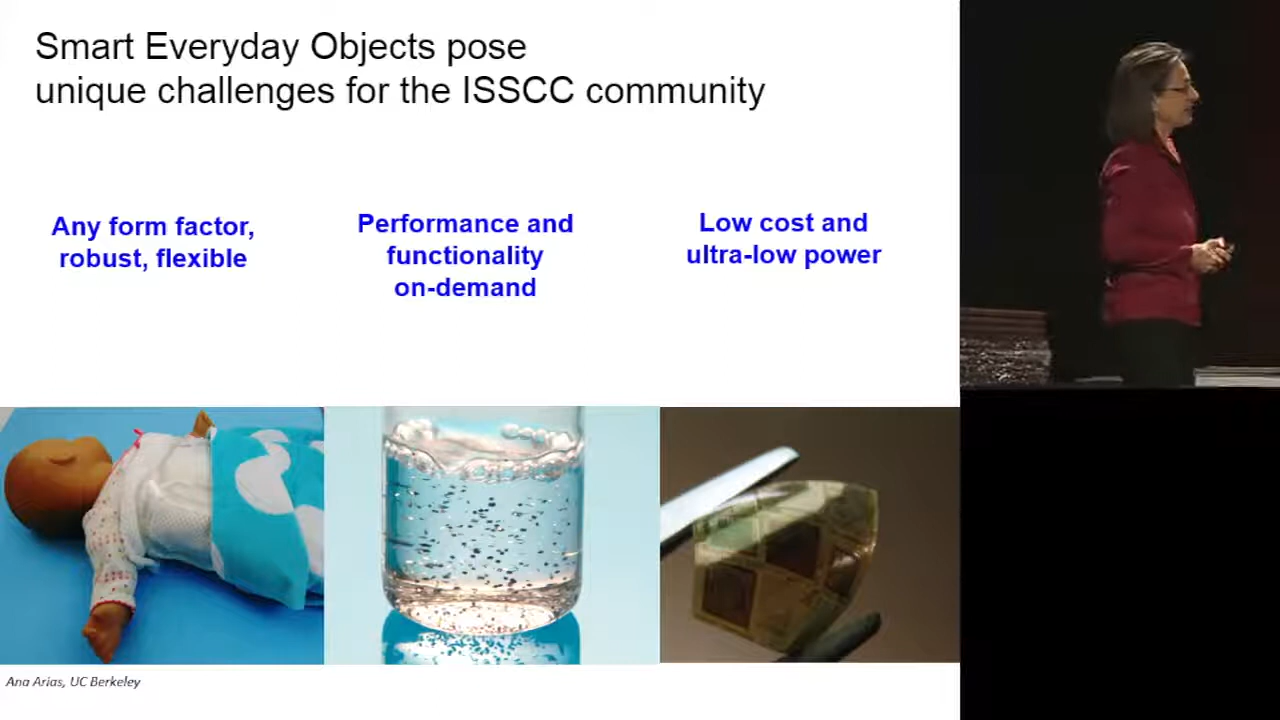 Smart Everyday Objects pose
unique challenges for the ISSCC community
Any form factor,
robust, flexible
Performance and
functionality
on-demand
Low cost and
ultra-low power
Ana Arias, UC Berkeley